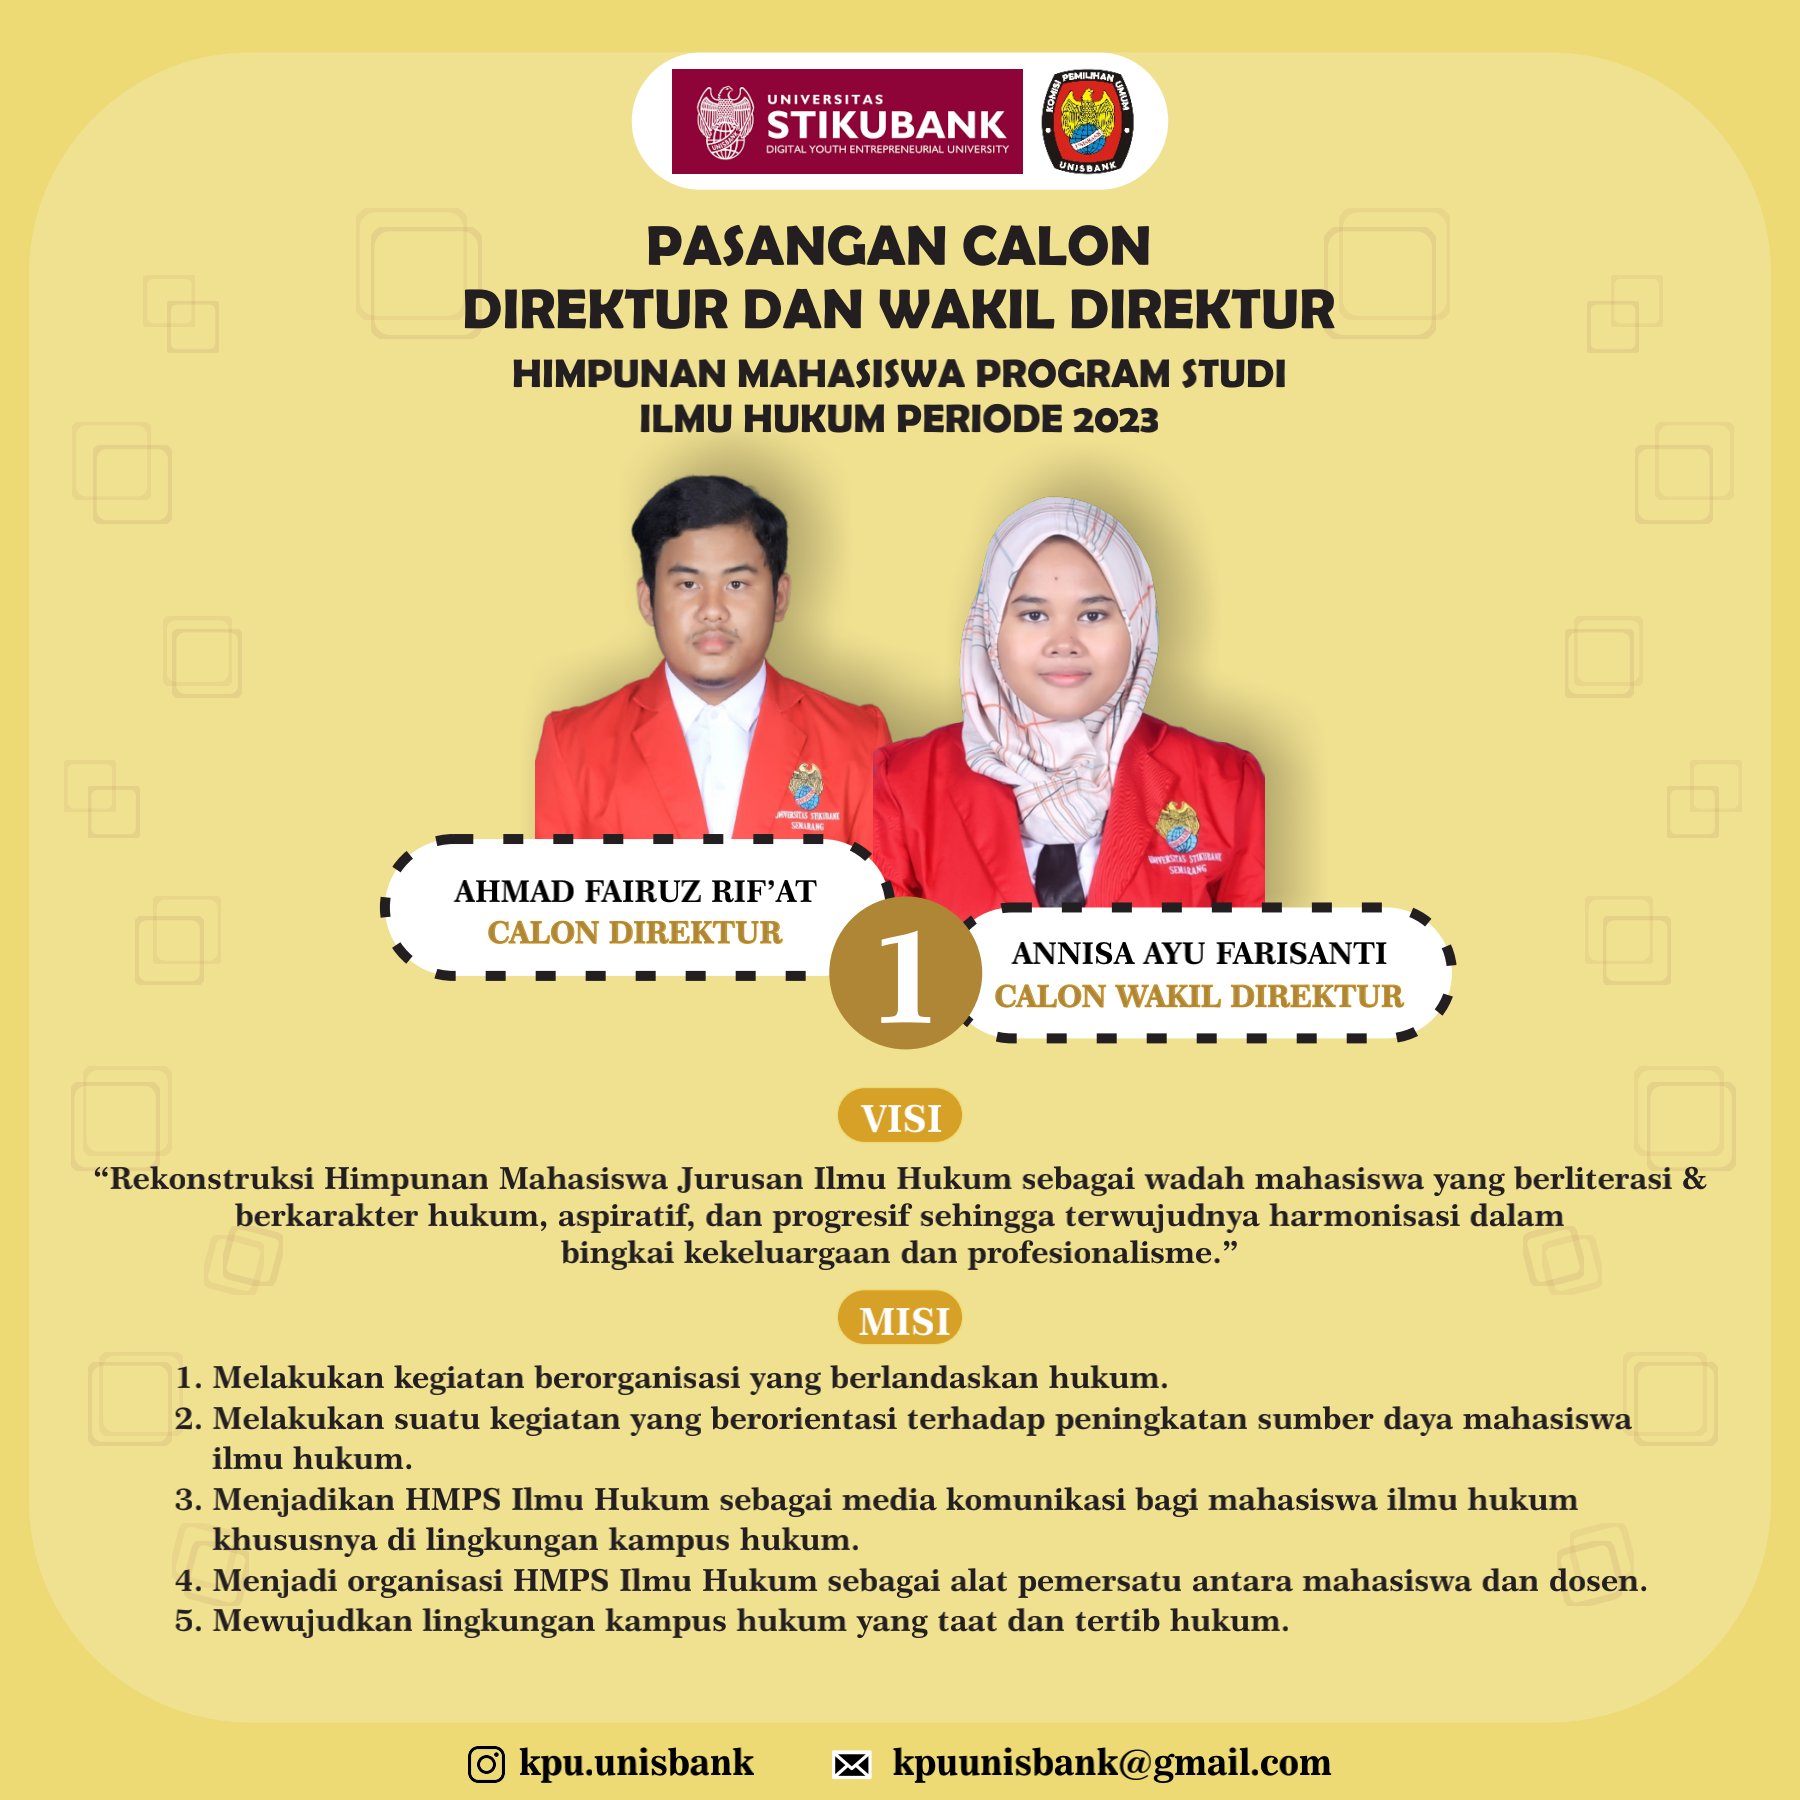 UNIVERSITAS
STIKUBANK
DIGITAL YOUTH ENTREPRENEURIAL UNIVERSITY
KOMISI PEMILIHAN UMUM
UNISBANK
PASANGAN CALON
DIREKTUR DAN WAKIL DIREKTUR
HIMPUNAN MAHASISWA PROGRAM STUDI
ILMU HUKUM PERIODE 2023
UNIVERSITAS STIKUBANK
SEMARANG
UNIVERSITAS STIKUBANK
SEMARANG
AHMAD FAIRUZ RIF’AT
CALON DIREKTUR
1
ANNISA AYU FARISANTI
CALON WAKIL DIREKTUR
VISI
“Rekonstruksi Himpunan Mahasiswa Jurusan Ilmu Hukum sebagai wadah mahasiswa yang berliterasi &
berkarakter hukum, aspiratif, dan progresif sehingga terwujudnya harmonisasi dalam
bingkai kekeluargaan dan profesionalisme.”
MISI
1. Melakukan kegiatan berorganisasi yang berlandaskan hukum.
2. Melakukan suatu kegiatan yang berorientasi terhadap peningkatan sumber daya mahasiswa
ilmu hukum.
3. Menjadikan HMPS Ilmu Hukum sebagai media komunikasi bagi mahasiswa ilmu hukum
khususnya di lingkungan kampus hukum.
4. Menjadi organisasi HMPS Ilmu Hukum sebagai alat pemersatu antara mahasiswa dan dosen.
5. Mewujudkan lingkungan kampus hukum yang taat dan tertib hukum.
kpu.unisbank
kpuunisbank@gmail.com